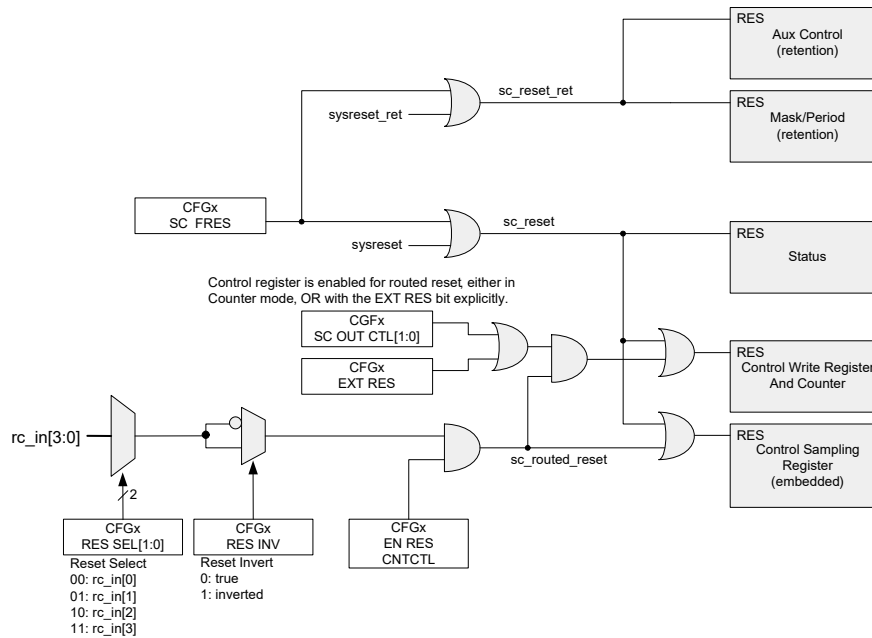 RES
Aux Control
(retention)
sc_reset_ret
RES
sysreset_ret
Mask/Period
(retention)
CFGx
SC FRES
sc_reset
RES
sysreset
Status
Control register is enabled for routed reset, either in
Counter mode, OR with the EXT RES bit explicitly.
CGFx
SC OUT CTL[1:0]
RES
Control Write Register
And Counter
CFGx
EXT RES
rc_in[3:0]
RES
Control Sampling
Register
(embedded)
sc_routed_reset
2
CFGx
RES SEL[1:0]
CFGx
RES INV
CFGx
EN RES
CNTCTL
Reset Select
00: rc_in[0]
01: rc_in[1]
10: rc_in[2]
11: rc_in[3]
Reset Invert
0: true
1: inverted